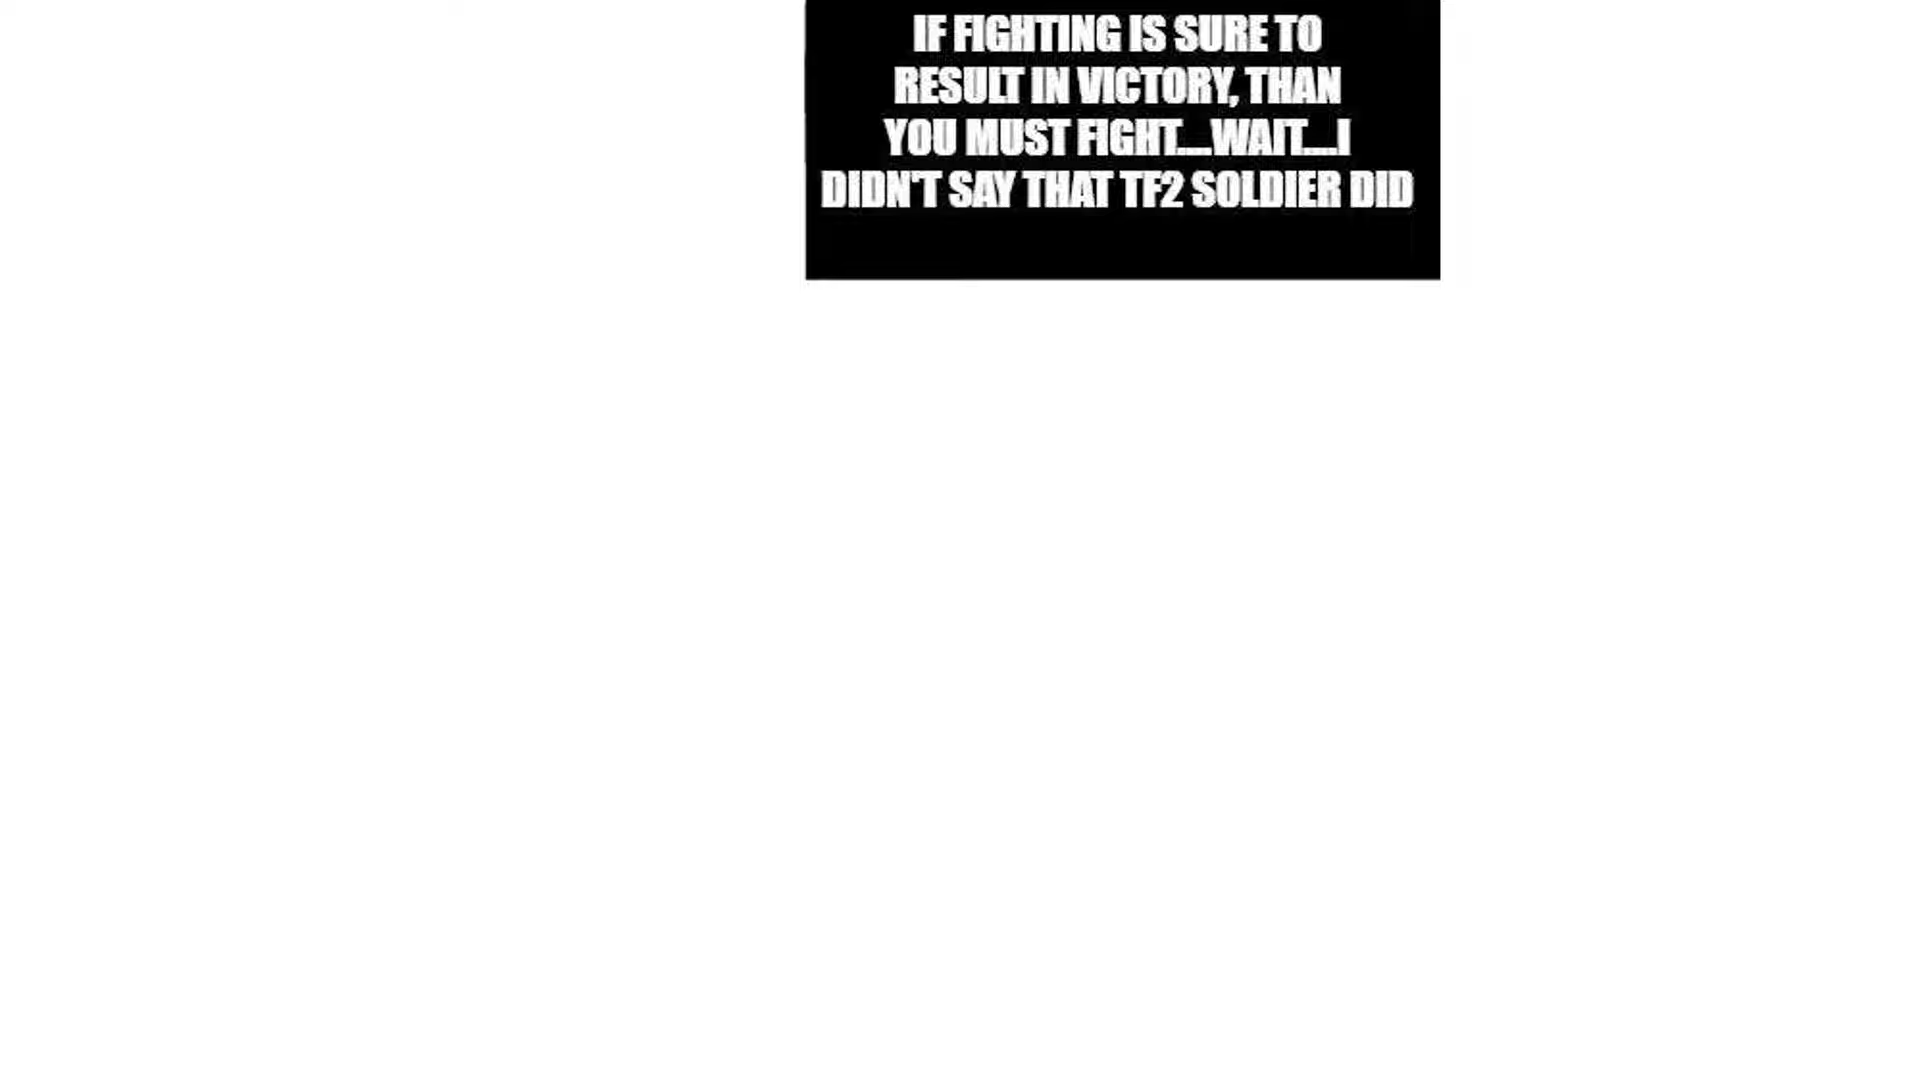 IF FIGHTING IS SURE TO
RESULT IN VICTORY, THAN
YOU MUST FIGHT....WAIT....I
DIDN'T SAY THAT TF2 SOLDIER DID